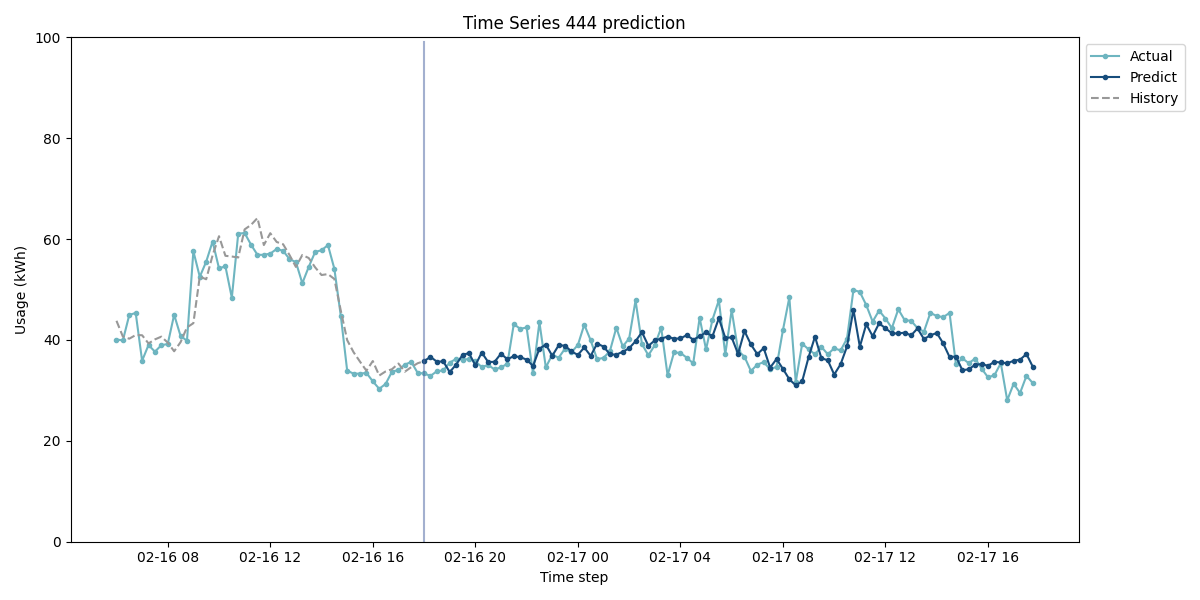 Time Series 444 prediction
Actual
Predict
History
Usage (kWh)
100
80
60
40
20
0
02-16 08
02-16 12
02-16 16
02-16 20
02-17 00
02-17 04
02-17 08
02-17 12
02-17 16
Time step